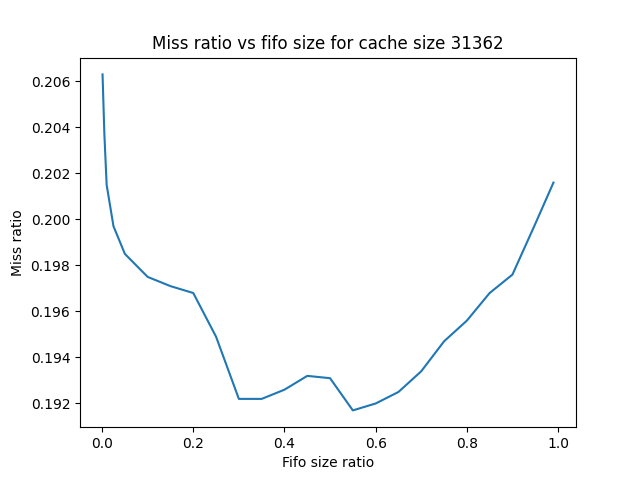 Miss ratio vs fifo size for cache size 31362
0.206
0.204
0.202
0.200
0.198
0.196
0.194
0.192
Miss ratio
0.0 0.2 0.4 0.6 0.8 1.0
Fifo size ratio